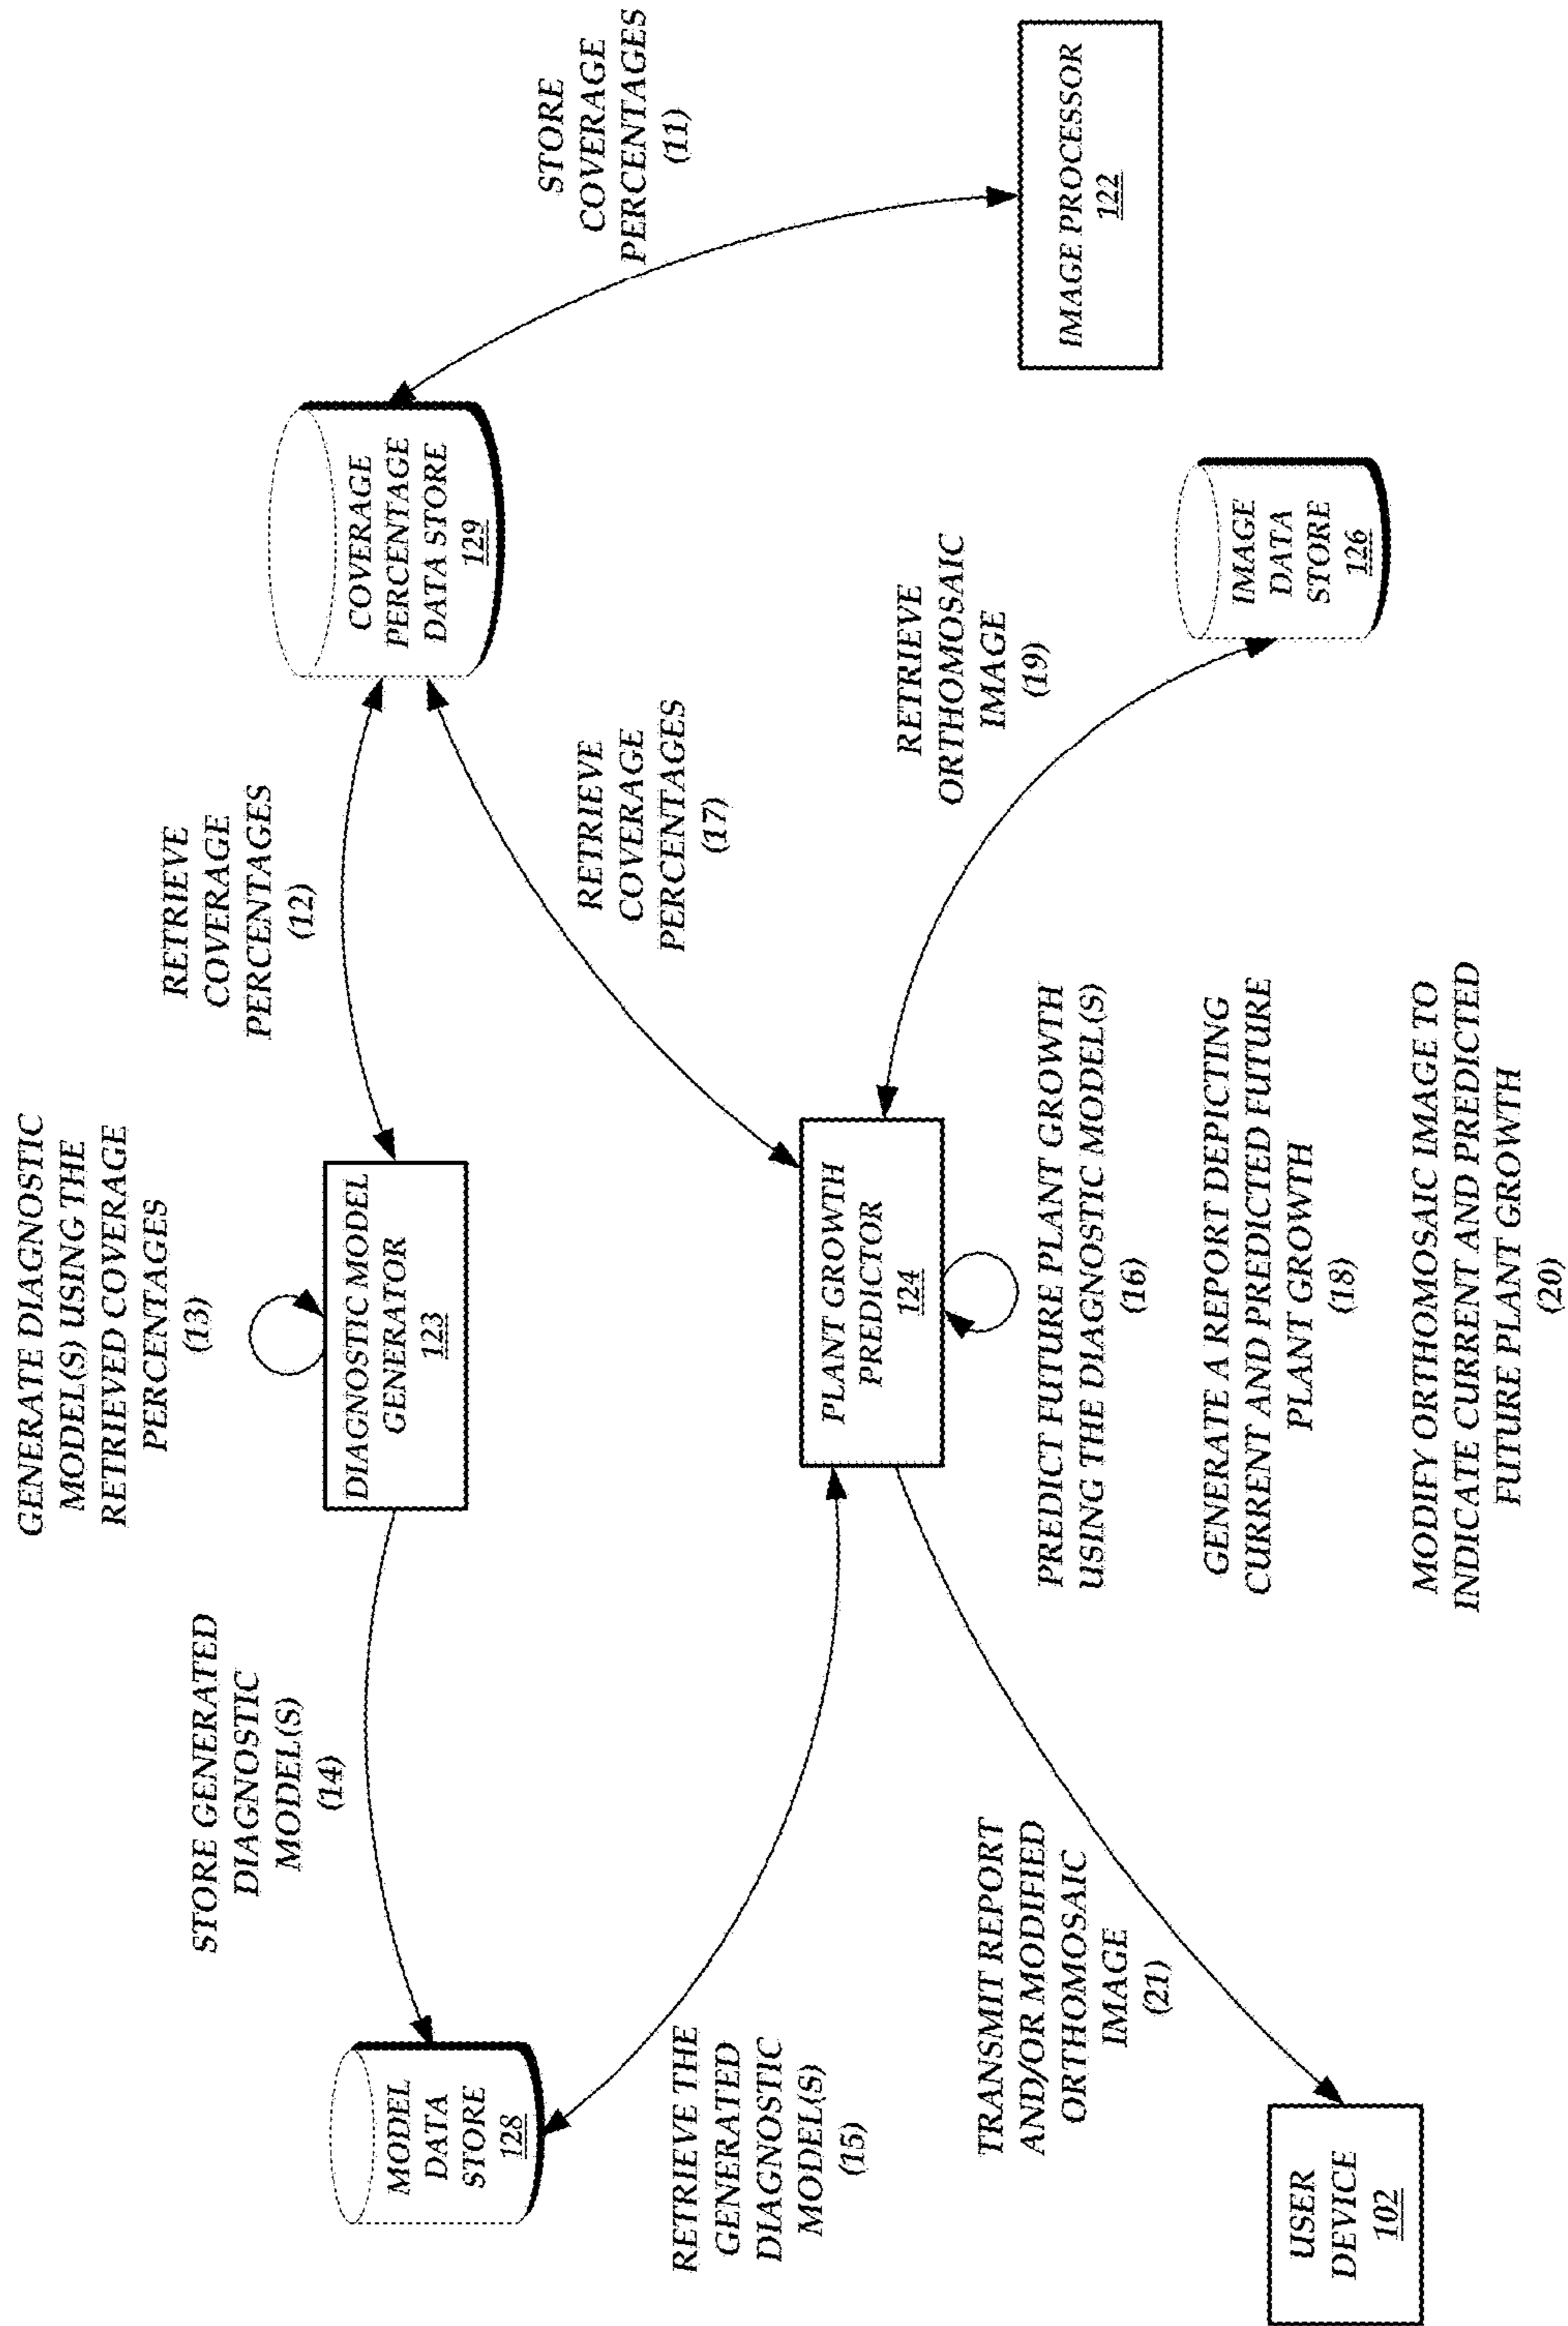 GENERATE DIAGNOSTIC
MODEL(S) USING THE
RETRIEVED COVERAGE
PERCENTAGES
(13)
STORE GENERATED
DIAGNOSTIC
MODEL(S)
(14)
RETRIEVE
COVERAGE
PERCENTAGES
(12)
MODEL
DATA
STORE
128
DIAGNOSTIC MODEL
GENERATOR
123
COVERAGE
PERCENTAGE
DATA STORE
129
STORE
COVERAGE
PERCENTAGES
(11)
RETRIEVE THE
GENERATED
DIAGNOSTIC
MODEL(S)
(15)
RETRIEVE
COVERAGE
PERCENTAGES
(17)
PLANT GROWTH
PREDICTOR
124
RETRIEVE
ORTHOMOSAIC
IMAGE
(19)
IMAGE PROCESSOR
122
TRANSMIT REPORT
AND/OR MODIFIED
ORTHOMOSAIC
IMAGE
(21)
PREDICT FUTURE PLANT GROWTH
USING THE DIAGNOSTIC MODEL(S)
(16)
GENERATE A REPORT DEPICTING
CURRENT AND PREDICTED FUTURE
PLANT GROWTH
(18)
MODIFY ORTHOMOSAIC IMAGE TO
INDICATE CURRENT AND PREDICTED
FUTURE PLANT GROWTH
(20)
IMAGE
DATA
STORE
126
USER
DEVICE
102